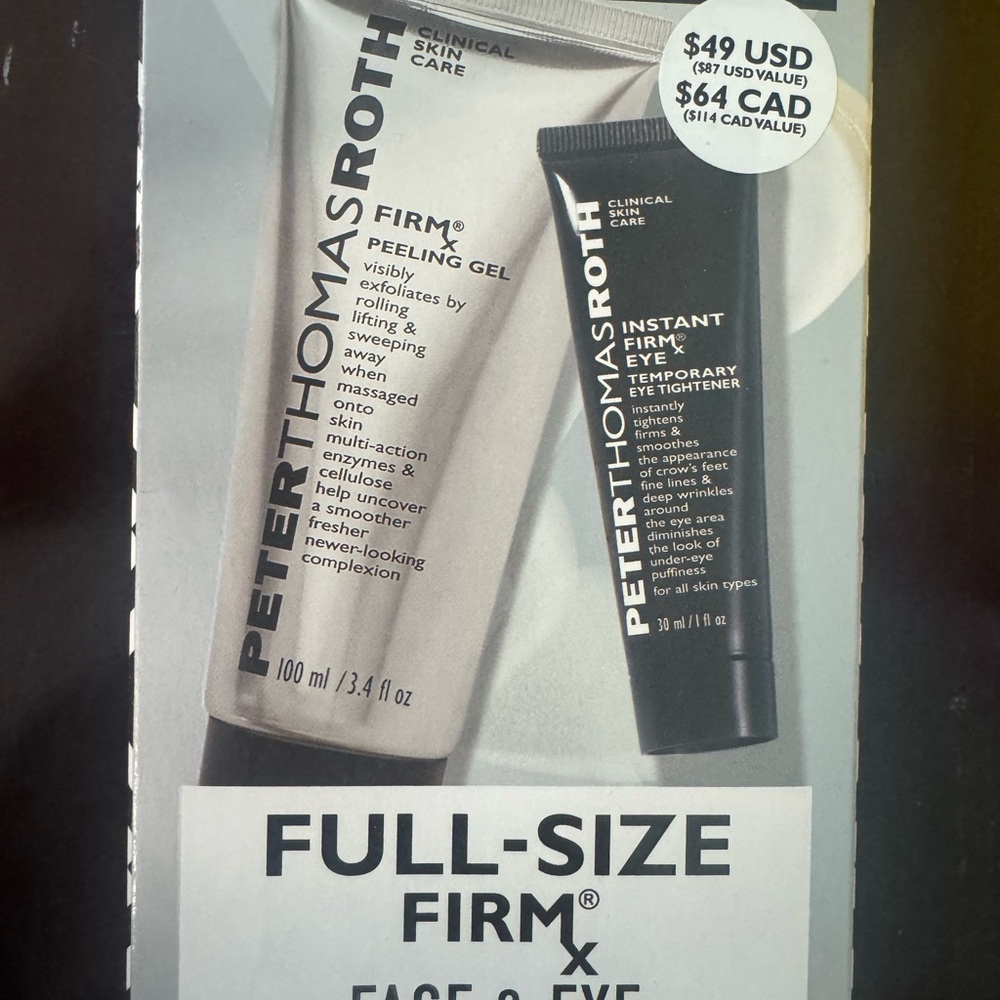 $49 USD
($87 USD VALUE)
$64 CAD
($114 CAD VALUE)
PETERTHOMASROTH
CLINICAL
SKIN
CARE
FIRMx®
PEELING GEL
visibly
exfoliates by
rolling
lifting &
sweeping
away
when
massaged
onto
skin
multi-action
enzymes &
cellulose
help uncover
a smoother
fresher
newer-looking
complexion
100 ml / 3.4 fl oz
PETERTHOMASROTH
CLINICAL
SKIN
CARE
INSTANT
FIRMx®
EYE
TEMPORARY
EYE TIGHTENER
instantly
tightens
firms &
smoothes
the appearance
of crow's feet
fine lines &
deep wrinkles
around
the eye area
diminishes
the look of
under-eye
puffiness
for all skin types
30 ml / 1 fl oz
FULL-SIZE
FIRMx®
FACE & EYE